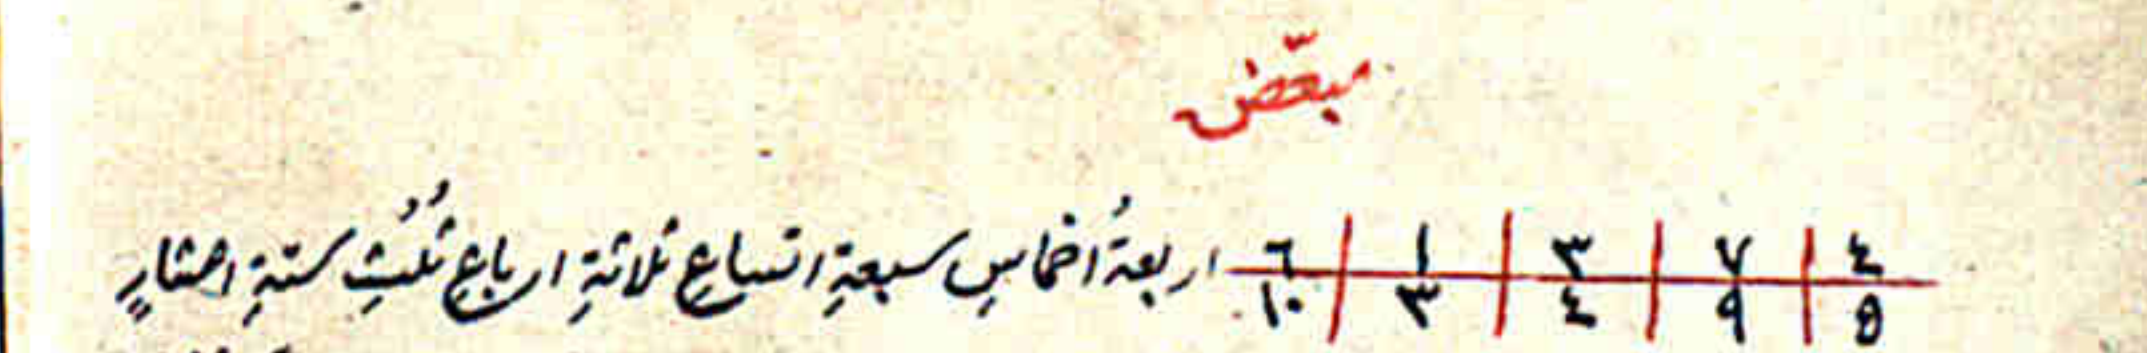 مبعّض
٤ ٧ ٣ ١ ٦
٥ ٩ ٤ ٣ ١٠
اربعةُ اخماسِ سبعةِ اتساعِ ثلاثةِ ارباعِ ثُلُثِ ستةِ اعشارٍ